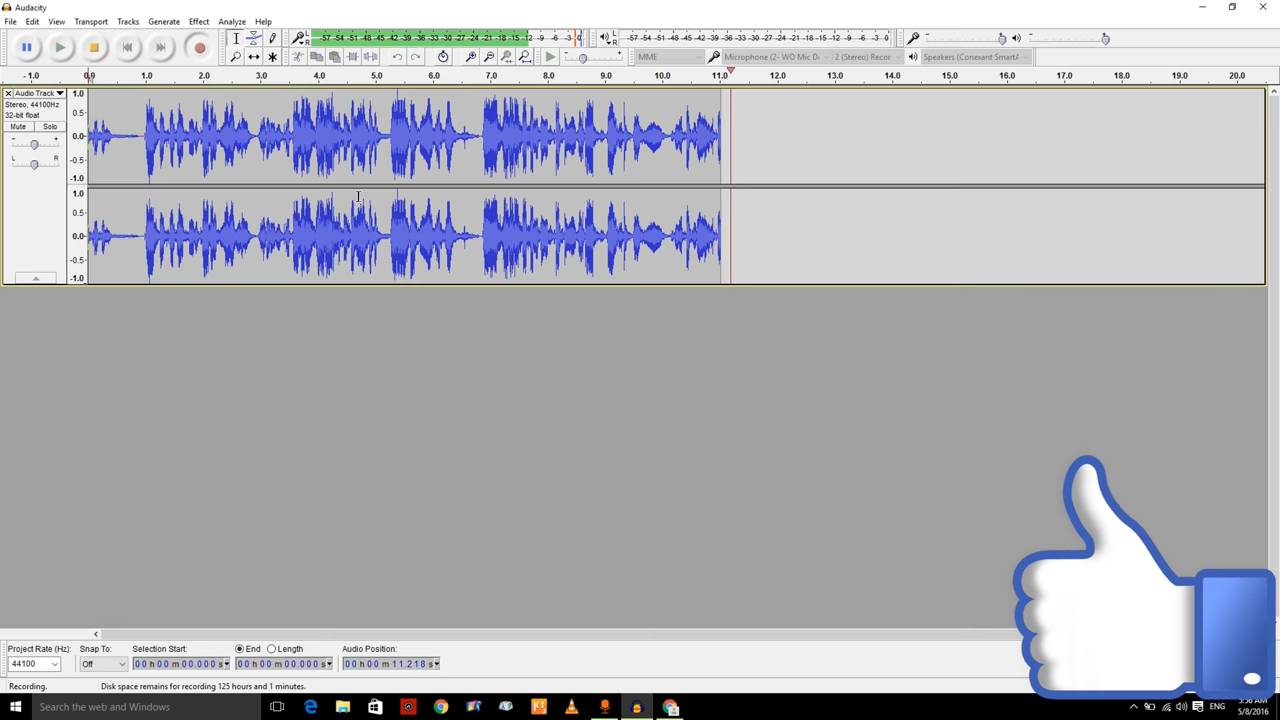 Audacity
File Edit View Transport Tracks Generate Effect Analyze Help
-57 -54 -51 -48 -45 -42 -39 -36 -33 -30 -27 -24 -21 -18 -15 -12 -9 -6 -3 0
-57 -54 -51 -48 -45 -42 -39 -36 -33 -30 -27 -24 -21 -18 -15 -12 -9 -6 -3 0
MME Microphone (2- WO Mic D 2 (Stereo) Recor Speakers (Conexant SmartA
-1.0 0.0 1.0 2.0 3.0 4.0 5.0 6.0 7.0 8.0 9.0 10.0 11.0 12.0 13.0 14.0 15.0 16.0 17.0 18.0 19.0 20.0
Audio Track
Stereo, 44100Hz
32-bit float
Mute Solo
- +
L R
1.0
0.5
0.0
-0.5
-1.0
1.0
0.5
0.0
-0.5
-1.0
Project Rate (Hz): Snap To: Selection Start: End Length Audio Position:
44100 Off 00 h 00 m 00.000 s 00 h 00 m 00.000 s 00 h 00 m 11.218 s
Recording. Disk space remains for recording 125 hours and 1 minutes.
Search the web and Windows
ENG
5/8/2016